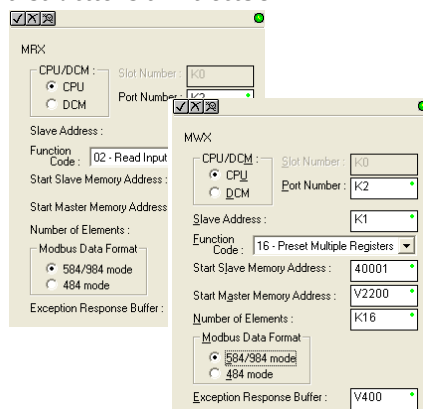 MRX
CPU/DCM :
Slot Number : K0
CPU
Port Number : K2
DCM
Slave Address :
Function
Code : 02 - Read Input
Start Slave Memory Address :
Start Master Memory Address
Number of Elements :
Modbus Data Format
584/984 mode
484 mode
Exception Response Buffer :
MWX
CPU/DCM :
Slot Number : K0
CPU
Port Number : K2
DCM
Slave Address : K1
Function
Code : 16 - Preset Multiple Registers
Start Slave Memory Address : 40001
Start Master Memory Address : V2200
Number of Elements : K16
Modbus Data Format
584/984 mode
484 mode
Exception Response Buffer : V400